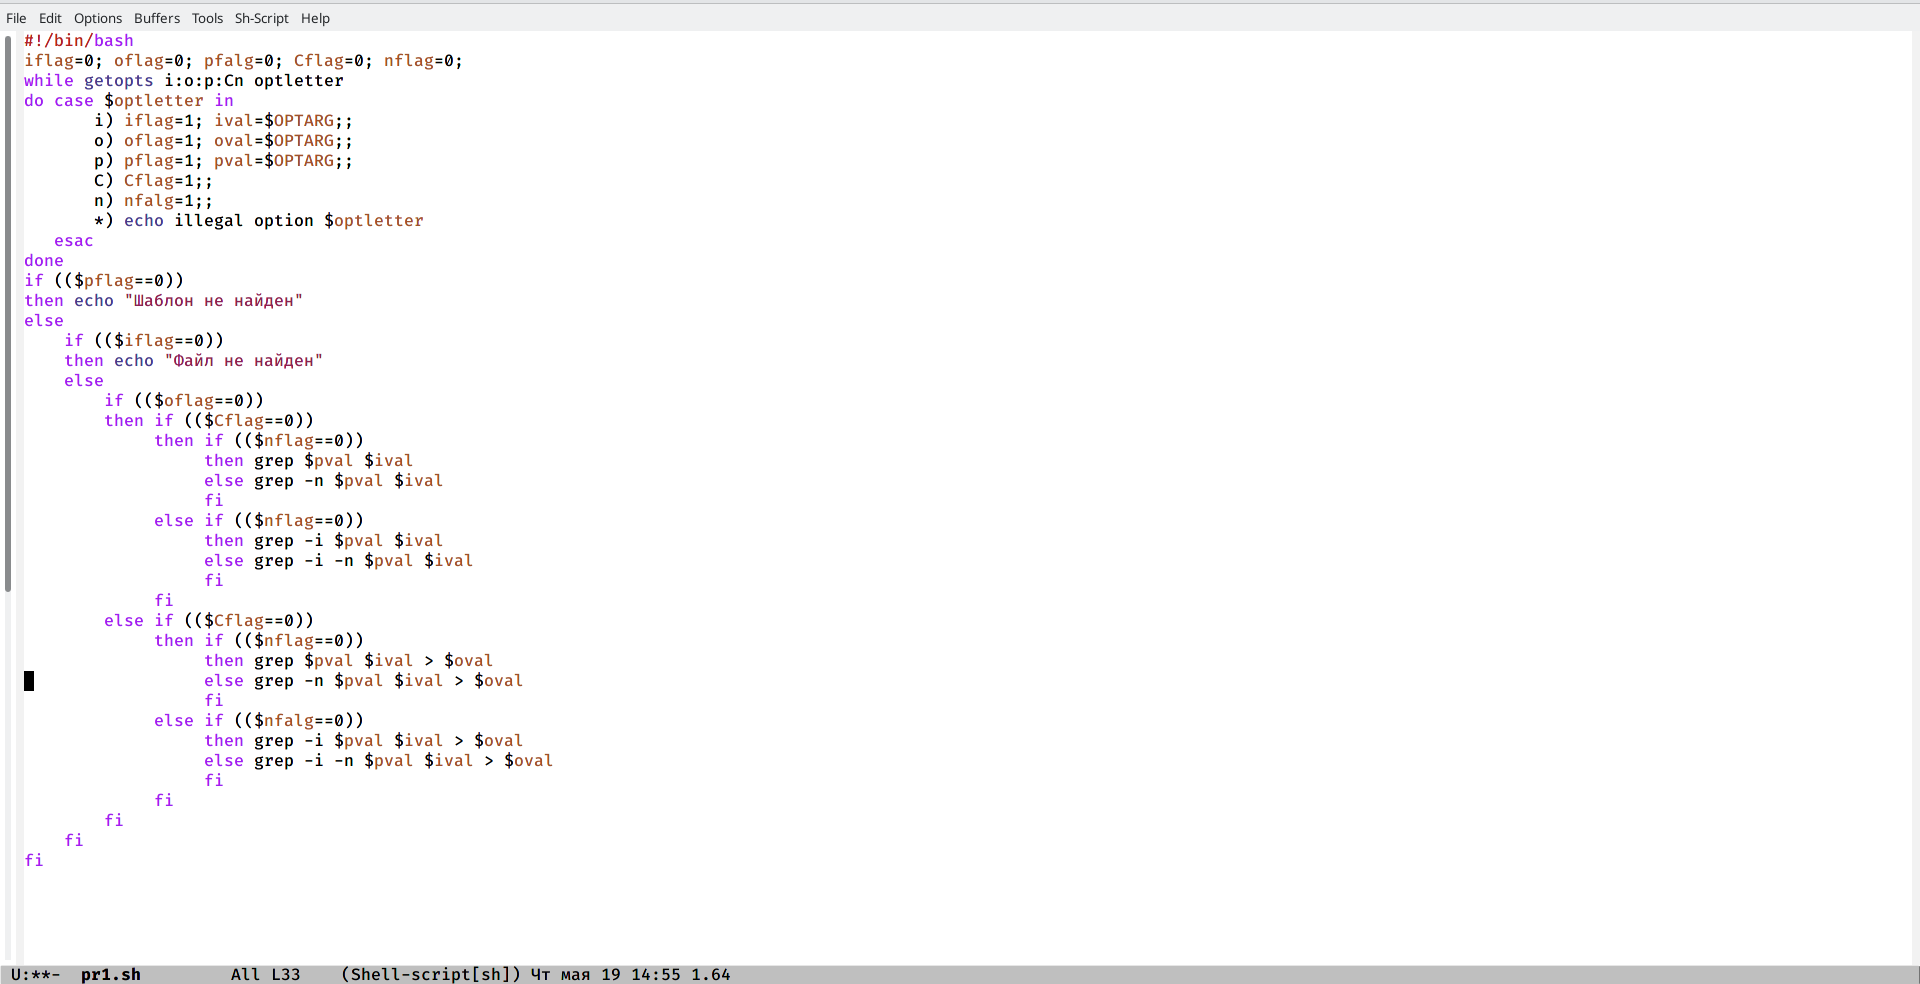 File Edit Options Buffers Tools Sh-Script Help
#!/bin/bash
iflag=0; oflag=0; pfalg=0; Cflag=0; nflag=0;
while getopts i:o:p:Cn optletter
do case $optletter in
       i) iflag=1; ival=$OPTARG;;
       o) oflag=1; oval=$OPTARG;;
       p) pflag=1; pval=$OPTARG;;
       C) Cflag=1;;
       n) nfalg=1;;
       *) echo illegal option $optletter
   esac
done
if (($pflag==0))
then echo "Шаблон не найден"
else
    if (($iflag==0))
    then echo "Файл не найден"
    else
        if (($oflag==0))
        then if (($Cflag==0))
             then if (($nflag==0))
                  then grep $pval $ival
                  else grep -n $pval $ival
                  fi
             else if (($nflag==0))
                  then grep -i $pval $ival
                  else grep -i -n $pval $ival
                  fi
             fi
        else if (($Cflag==0))
             then if (($nflag==0))
                  then grep $pval $ival > $oval
                  else grep -n $pval $ival > $oval
                  fi
             else if (($nfalg==0))
                  then grep -i $pval $ival > $oval
                  else grep -i -n $pval $ival > $oval
                  fi
             fi
        fi
    fi
fi
U:**- pr1.sh All L33 (Shell-script[sh]) Чт мая 19 14:55 1.64